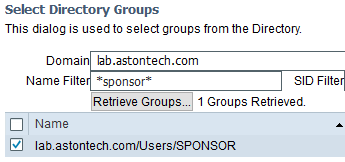 Select Directory Groups
This dialog is used to select groups from the Directory.
Domain lab.astontech.com
Name Filter *sponsor* SID Filter
Retrieve Groups... 1 Groups Retrieved.
Name
lab.astontech.com/Users/SPONSOR